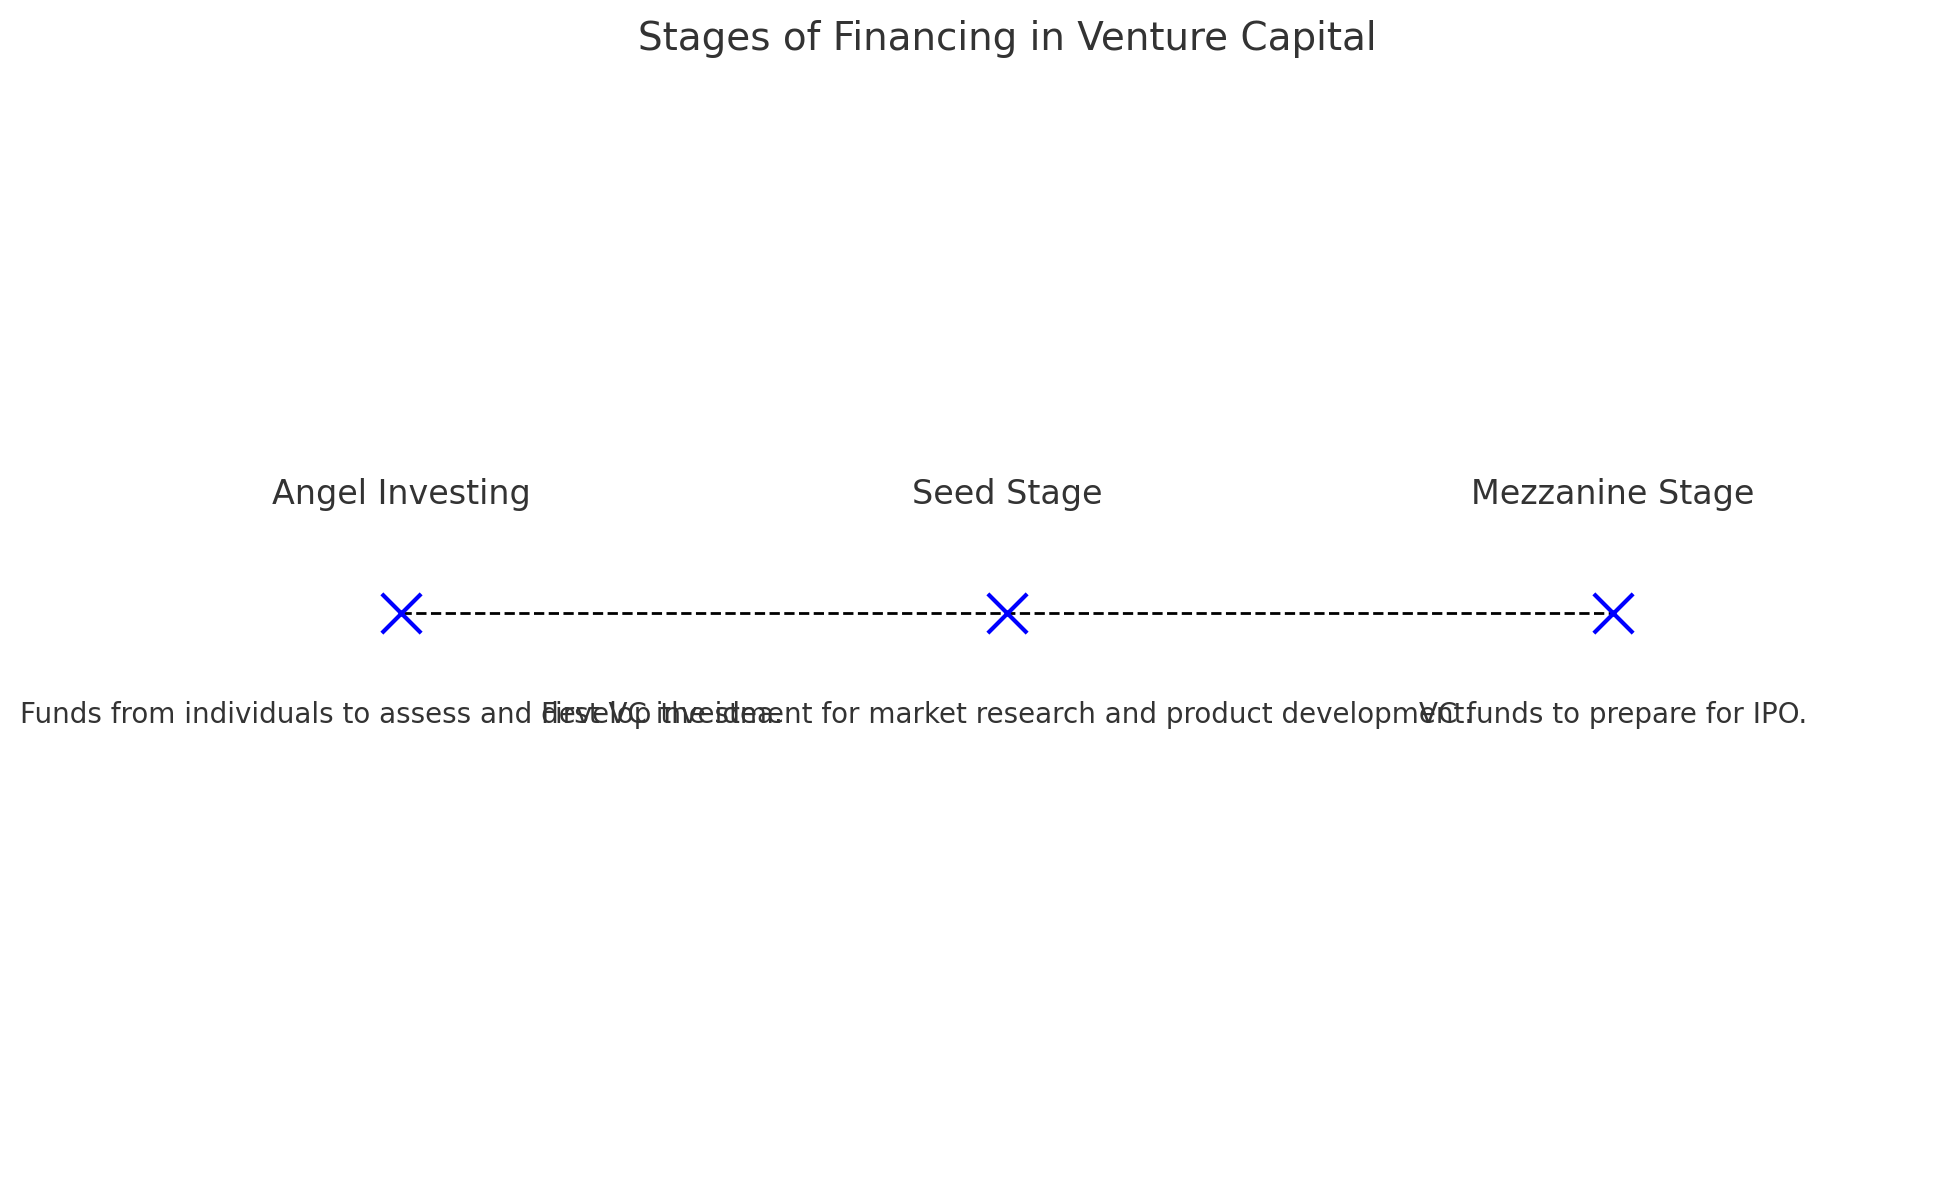 Stages of Financing in Venture Capital
Angel Investing
Seed Stage
Mezzanine Stage
Funds from individuals to assess and develop the idea.
First VC investment for market research and product development.
VC funds to prepare for IPO.